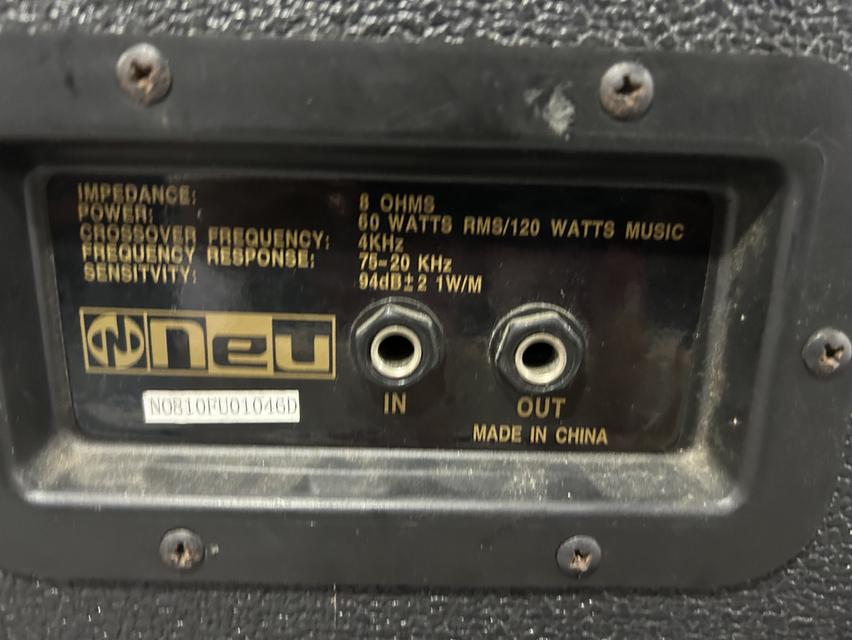 IMPEDANCE: 8 OHMS
POWER: 60 WATTS RMS/120 WATTS MUSIC
CROSSOVER FREQUENCY: 4KHz
FREQUENCY RESPONSE: 75-20 KHz
SENSITVITY: 94dB±2 1W/M
N neu
N0810FU01046D
IN OUT
MADE IN CHINA